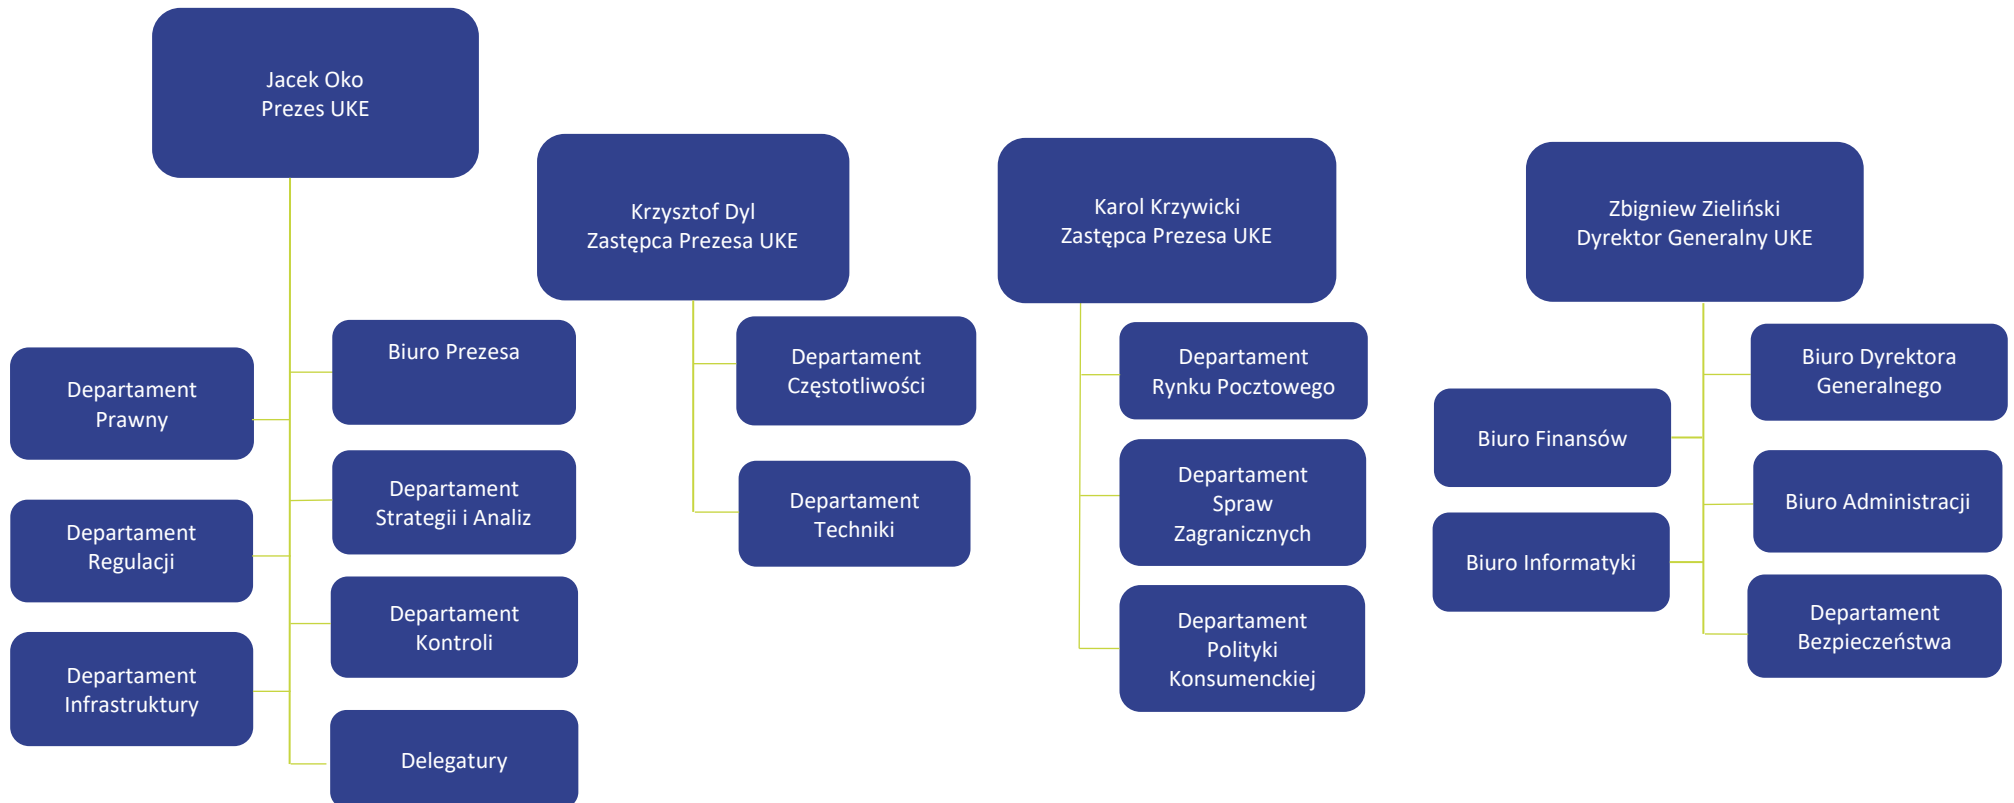 Jacek Oko
Prezes UKE
Krzysztof Dyl
Zastępca Prezesa UKE
Karol Krzywicki
Zastępca Prezesa UKE
Zbigniew Zieliński
Dyrektor Generalny UKE
Departament
Prawny
Departament
Regulacji
Departament
Infrastruktury
Biuro Prezesa
Departament
Strategii i Analiz
Departament
Kontroli
Delegatury
Departament
Częstotliwości
Departament
Techniki
Departament
Rynku Pocztowego
Departament
Spraw
Zagranicznych
Departament
Polityki
Konsumenckiej
Biuro Finansów
Biuro Informatyki
Biuro Dyrektora
Generalnego
Biuro Administracji
Departament
Bezpieczeństwa